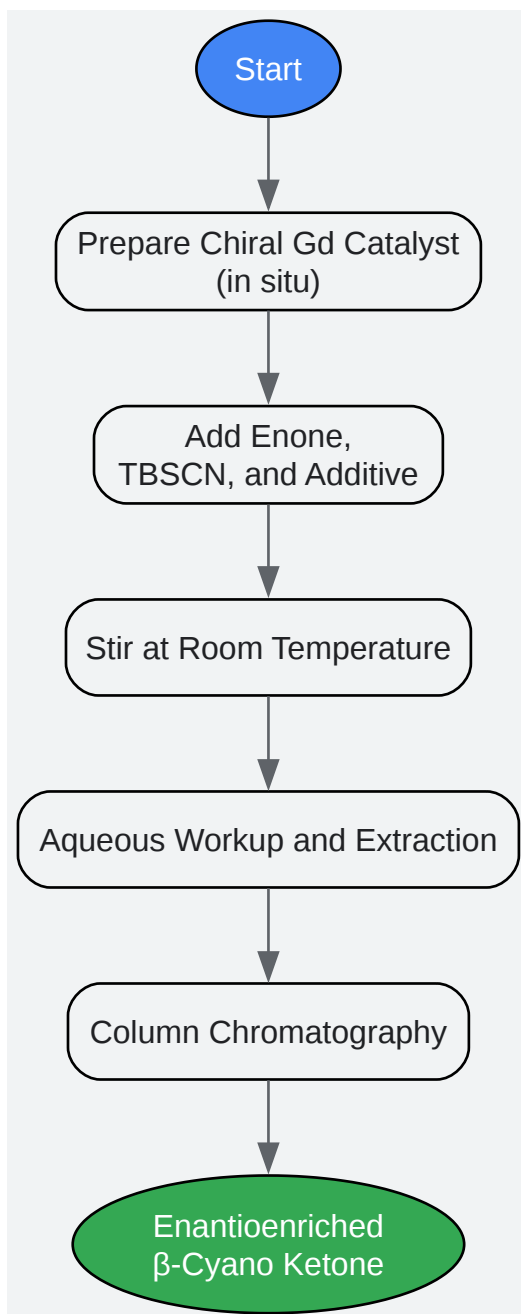 Start
Prepare Chiral Gd Catalyst
(in situ)
Add Enone,
TBSCN, and Additive
Stir at Room Temperature
Aqueous Workup and Extraction
Column Chromatography
Enantioenriched
β-Cyano Ketone